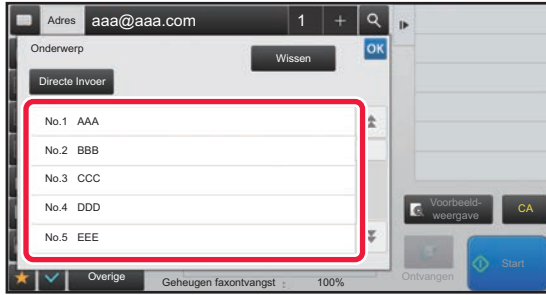 Adres aaa@aaa.com 1 +
Onderwerp
Wissen
OK
Directe Invoer
No.1 AAA
No.2 BBB
No.3 CCC
No.4 DDD
No.5 EEE
Voorbeeld-
weergave
CA
Overige
Geheugen faxontvangst : 100%
Ontvangen
Start